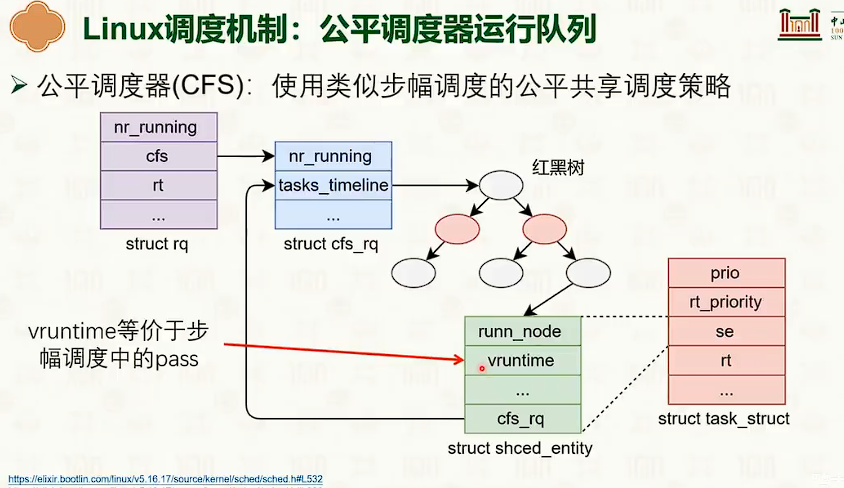 Linux调度机制：公平调度器运行队列
中山
100
SUN
➢ 公平调度器(CFS)：使用类似步幅调度的公平共享调度策略
nr_running
cfs
rt
...
struct rq
nr_running
tasks_timeline
...
struct cfs_rq
红黑树
vruntime等价于步
幅调度中的pass
runn_node
vruntime
...
cfs_rq
struct shced_entity
prio
rt_priority
se
rt
...
struct task_struct
https://elixir.bootlin.com/linux/v5.16.17/source/kernel/sched/sched.h#L532